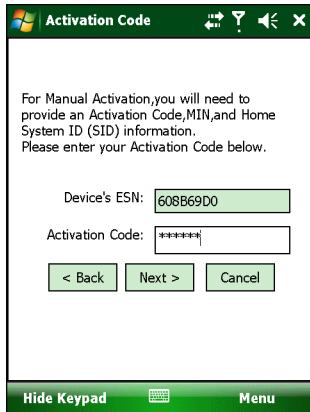 Activation Code
For Manual Activation,you will need to
provide an Activation Code,MIN,and Home
System ID (SID) information.
Please enter your Activation Code below.
Device's ESN: 608B69D0
Activation Code: ******
< Back Next > Cancel
Hide Keypad Menu